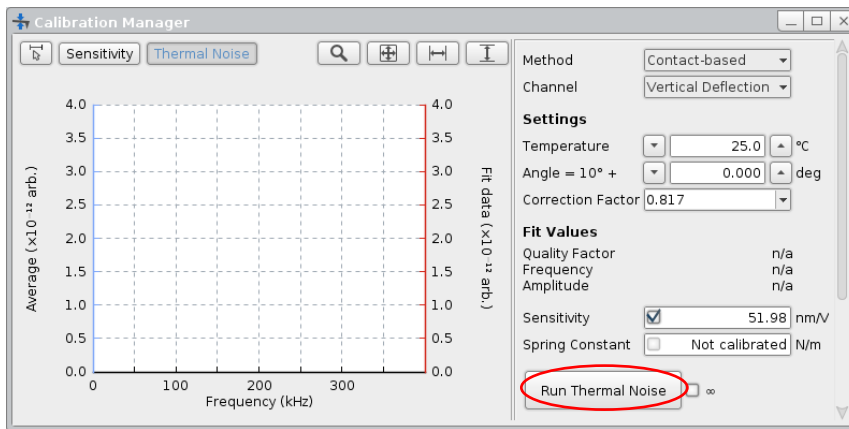 Calibration Manager
Sensitivity Thermal Noise
Method Contact-based
Channel Vertical Deflection
Settings
Temperature 25.0 °C
Angle = 10° + 0.000 deg
Correction Factor 0.817
Fit Values
Quality Factor n/a
Frequency n/a
Amplitude n/a
Sensitivity 51.98 nm/V
Spring Constant Not calibrated N/m
Run Thermal Noise ∞
Average (×10⁻¹² arb.)
4.0 4.0
3.5 3.5
3.0 3.0
2.5 2.5
2.0 2.0
1.5 1.5
1.0 1.0
0.5 0.5
0.0 0.0
Fit data (×10⁻¹² arb.)
0 100 200 300
Frequency (kHz)